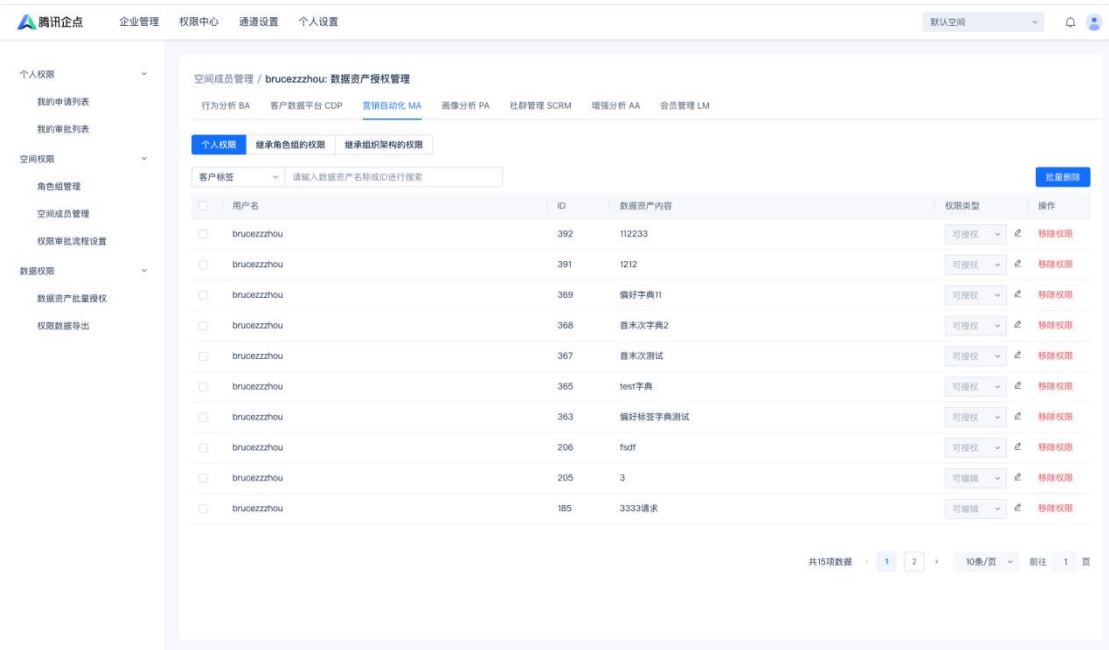 腾讯企点 企业管理 权限中心 通道设置 个人设置 默认空间
个人权限
我的申请列表
我的审批列表
空间权限
角色组管理
空间成员管理
权限审批流程设置
数据权限
数据资产批量授权
权限数据导出
空间成员管理 / brucezzzhou: 数据资产授权管理
行为分析 BA 客户数据平台 CDP 营销自动化 MA 画像分析 PA 社群管理 SCRM 增强分析 AA 会员管理 LM
个人权限 继承角色组的权限 继承组织架构的权限
客户标签 请输入数据资产名称或ID进行搜索 批量删除
用户名 ID 数据资产内容 权限类型 操作
brucezzzhou 392 112233 可授权 移除权限
brucezzzhou 391 1212 可授权 移除权限
brucezzzhou 369 偏好字典11 可授权 移除权限
brucezzzhou 368 首末次字典2 可授权 移除权限
brucezzzhou 367 首末次测试 可授权 移除权限
brucezzzhou 365 test字典 可授权 移除权限
brucezzzhou 363 偏好标签字典测试 可授权 移除权限
brucezzzhou 206 fsdf 可授权 移除权限
brucezzzhou 205 3 可编辑 移除权限
brucezzzhou 185 3333请求 可编辑 移除权限
共15项数据 1 2 10条/页 前往 1 页